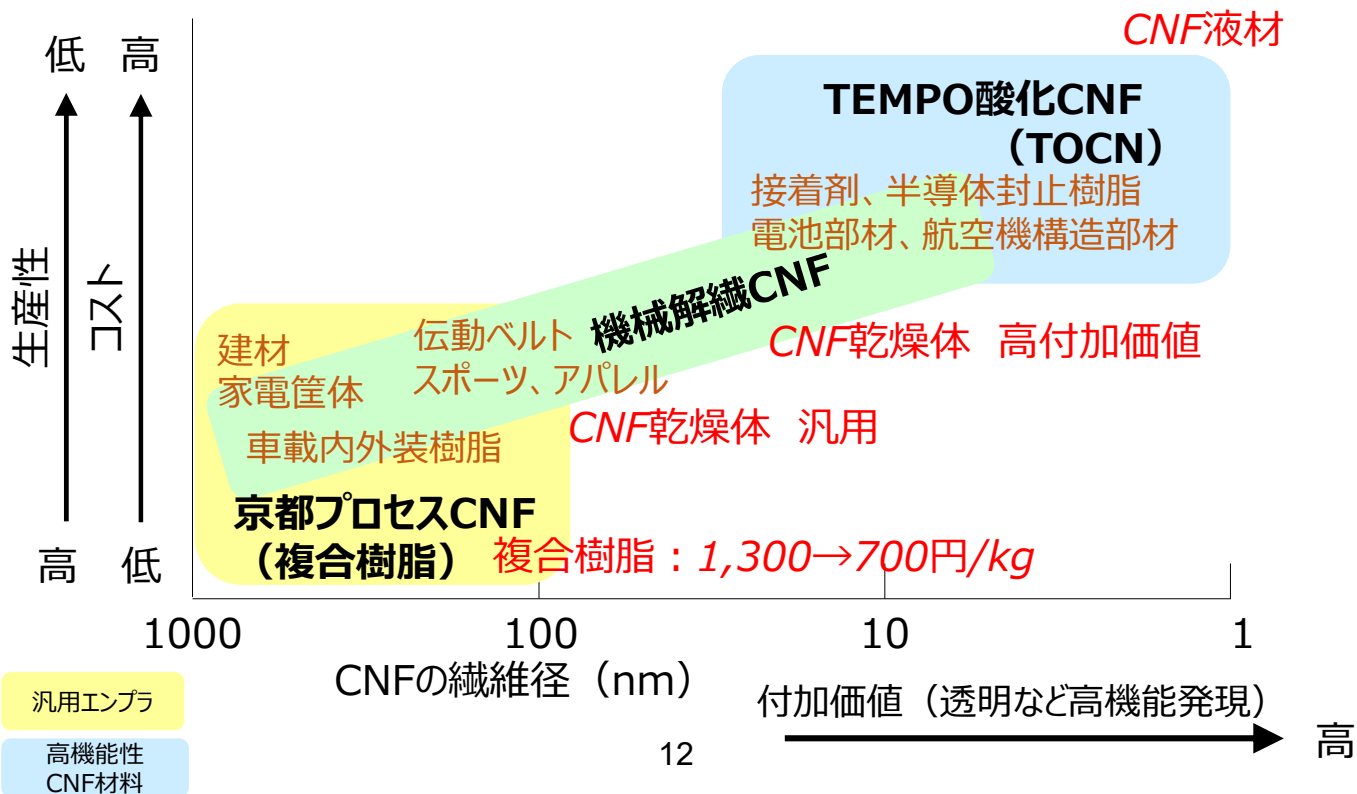 CNF液材
低 高
TEMPO酸化CNF
（TOCN）
接着剤、半導体封止樹脂
電池部材、航空機構造部材
生産性
コスト
機械解繊CNF
建材
家電筐体
伝動ベルト
スポーツ、アパレル
CNF乾燥体 高付加価値
CNF乾燥体 汎用
車載内外装樹脂
京都プロセスCNF
（複合樹脂）
複合樹脂：1,300→700円/kg
高 低
1000 100 10 1
CNFの繊維径（nm）
付加価値（透明など高機能発現）
高
汎用エンプラ
高機能性
CNF材料
12